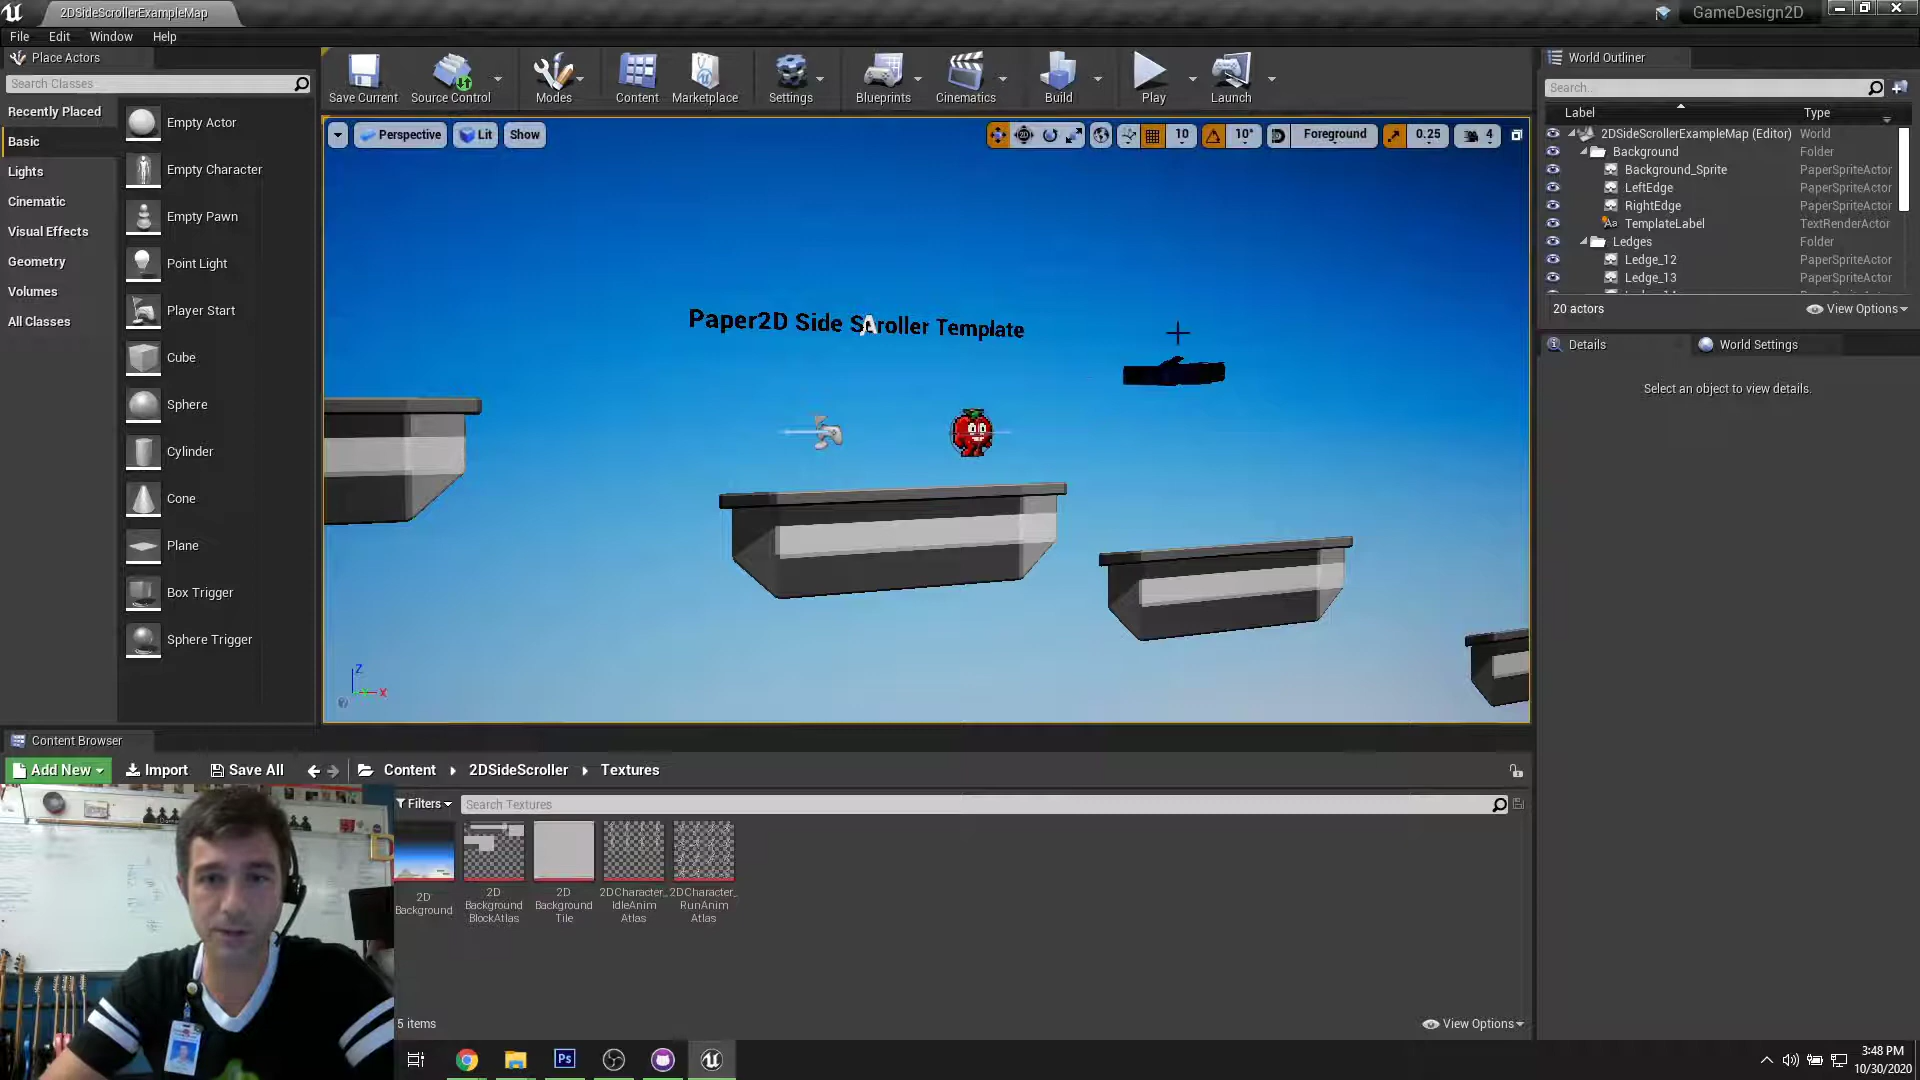 2DSideScrollerExampleMap
GameDesign2D
File Edit Window Help
Place Actors
Search Classes
Recently Placed
Basic
Lights
Cinematic
Visual Effects
Geometry
Volumes
All Classes
Empty Actor
Empty Character
Empty Pawn
Point Light
Player Start
Cube
Sphere
Cylinder
Cone
Plane
Box Trigger
Sphere Trigger
Save Current
Source Control
Modes
Content
Marketplace
Settings
Blueprints
Cinematics
Build
Play
Launch
Perspective
Lit
Show
10
10°
Foreground
0.25
4
Paper2D Side Scroller Template
Z
X
World Outliner
Search...
Label Type
2DSideScrollerExampleMap (Editor) World
Background Folder
Background_Sprite PaperSpriteActor
LeftEdge PaperSpriteActor
RightEdge PaperSpriteActor
TemplateLabel TextRenderActor
Ledges Folder
Ledge_12 PaperSpriteActor
Ledge_13 PaperSpriteActor
20 actors
View Options
Details
World Settings
Select an object to view details.
Content Browser
Add New
Import
Save All
Content
2DSideScroller
Textures
Filters
Search Textures
2D
Background
2D
Background
BlockAtlas
2D
Background
Tile
2DCharacter_
IdleAnim
Atlas
2DCharacter_
RunAnim
Atlas
5 items
View Options
Ps
3:48 PM
10/30/2020